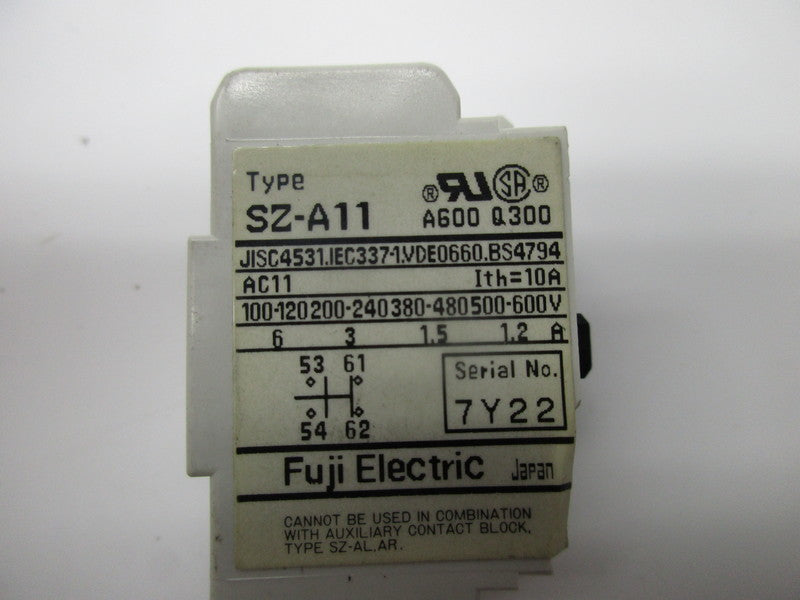 Type
SZ-A11
® RU SA ®
A600 Q300
JISC4531.IEC337-1.VDE0660.BS4794
AC11 Ith=10A
100-120 200-240 380-480 500-600V
6 3 1.5 1.2 A
53 61
54 62
Serial No.
7Y22
Fuji Electric Japan
CANNOT BE USED IN COMBINATION
WITH AUXILIARY CONTACT BLOCK,
TYPE SZ-AL,AR.